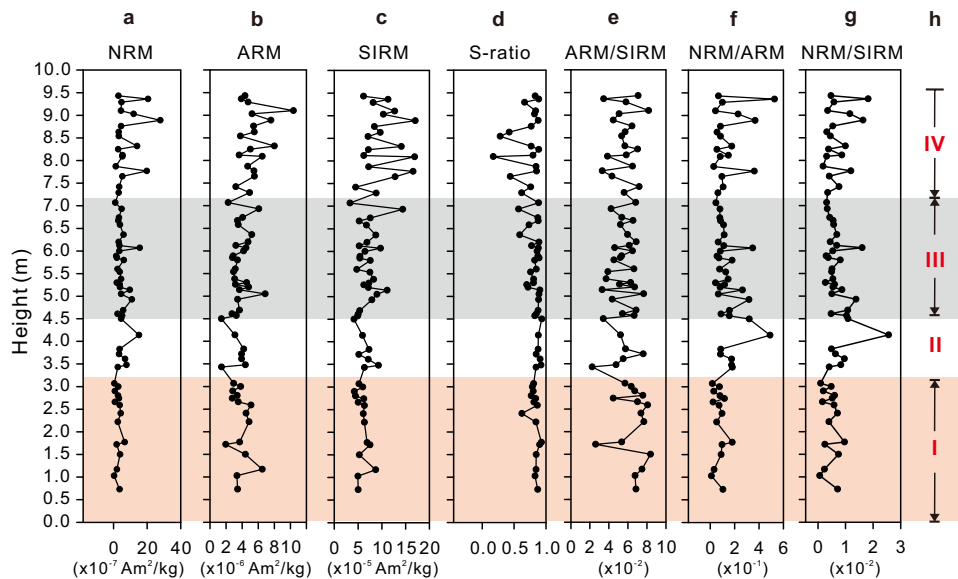 a b c d e f g h
NRM ARM SIRM S-ratio ARM/SIRM NRM/ARM NRM/SIRM
Height (m)
10.0
9.5
9.0
8.5
8.0
7.5
7.0
6.5
6.0
5.5
5.0
4.5
4.0
3.5
3.0
2.5
2.0
1.5
1.0
0.5
0.0
IV
III
II
I
0 20 40
2 4 6 8 10
0 5 10 15 20
0.0 0.5 1.0
2 4 6 8 10
0 2 4 6
0 1 2 3
(x10⁻⁷ Am²/kg) (x10⁻⁶ Am²/kg) (x10⁻⁵ Am²/kg) (x10⁻²) (x10⁻¹) (x10⁻²)